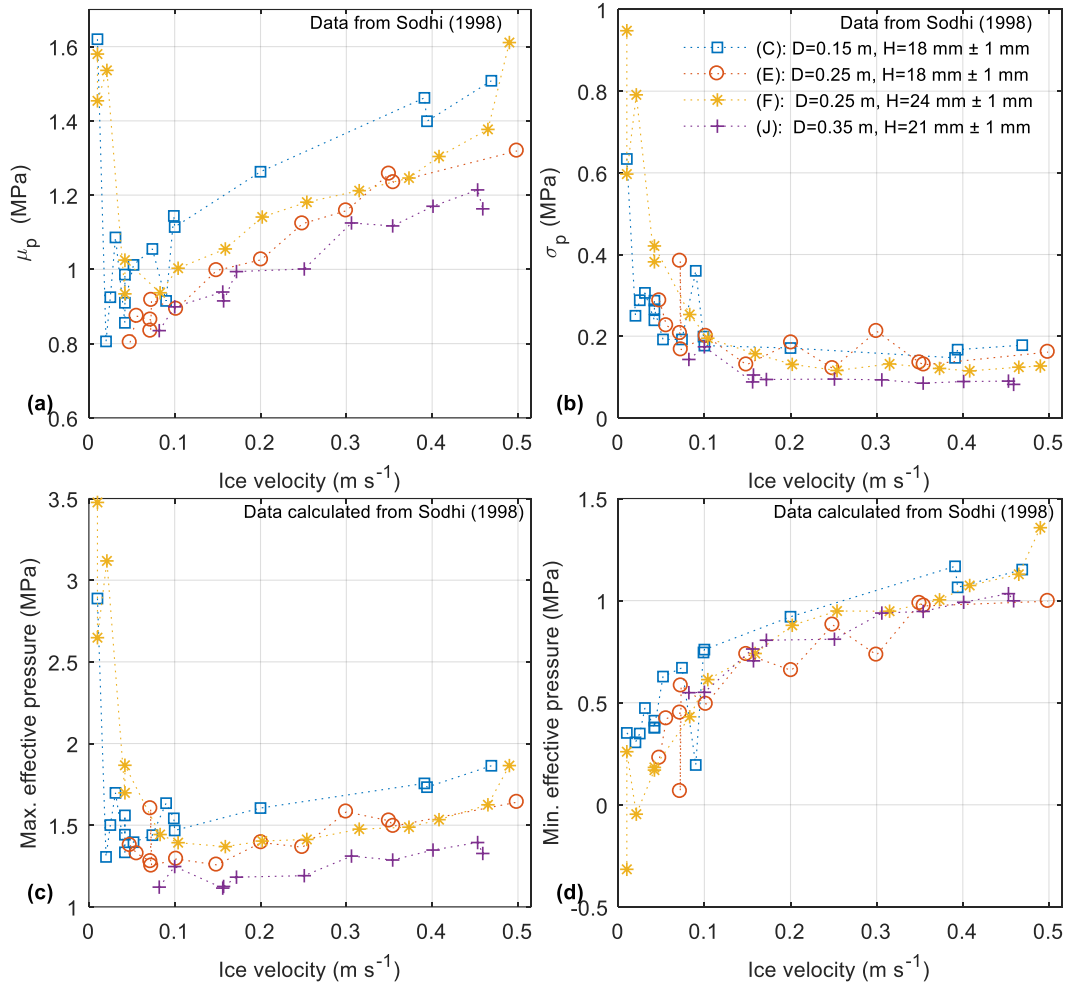 Data from Sodhi (1998)
1.6
1.4
1.2
1
0.8
0.6
μp (MPa)
(a)
0 0.1 0.2 0.3 0.4 0.5
Ice velocity (m s-1)
Data from Sodhi (1998)
(C): D=0.15 m, H=18 mm ± 1 mm
(E): D=0.25 m, H=18 mm ± 1 mm
(F): D=0.25 m, H=24 mm ± 1 mm
(J): D=0.35 m, H=21 mm ± 1 mm
1
0.8
0.6
0.4
0.2
0
σp (MPa)
(b)
0 0.1 0.2 0.3 0.4 0.5
Ice velocity (m s-1)
Data calculated from Sodhi (1998)
3.5
3
2.5
2
1.5
1
Max. effective pressure (MPa)
(c)
0 0.1 0.2 0.3 0.4 0.5
Ice velocity (m s-1)
Data calculated from Sodhi (1998)
1.5
1
0.5
0
-0.5
Min. effective pressure (MPa)
(d)
0 0.1 0.2 0.3 0.4 0.5
Ice velocity (m s-1)